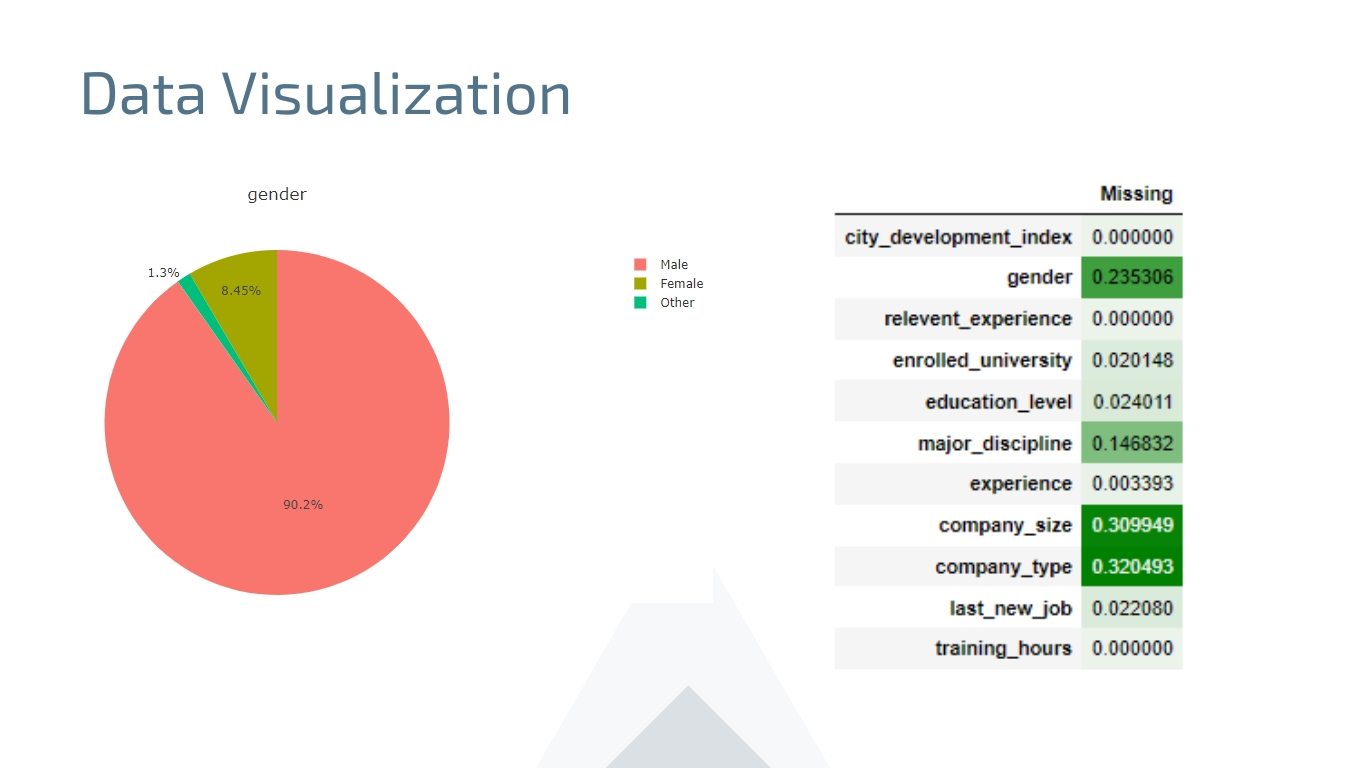 Data Visualization
gender
1.3%
8.45%
90.2%
Male
Female
Other
Missing
city_development_index 0.000000
gender 0.235306
relevent_experience 0.000000
enrolled_university 0.020148
education_level 0.024011
major_discipline 0.146832
experience 0.003393
company_size 0.309949
company_type 0.320493
last_new_job 0.022080
training_hours 0.000000